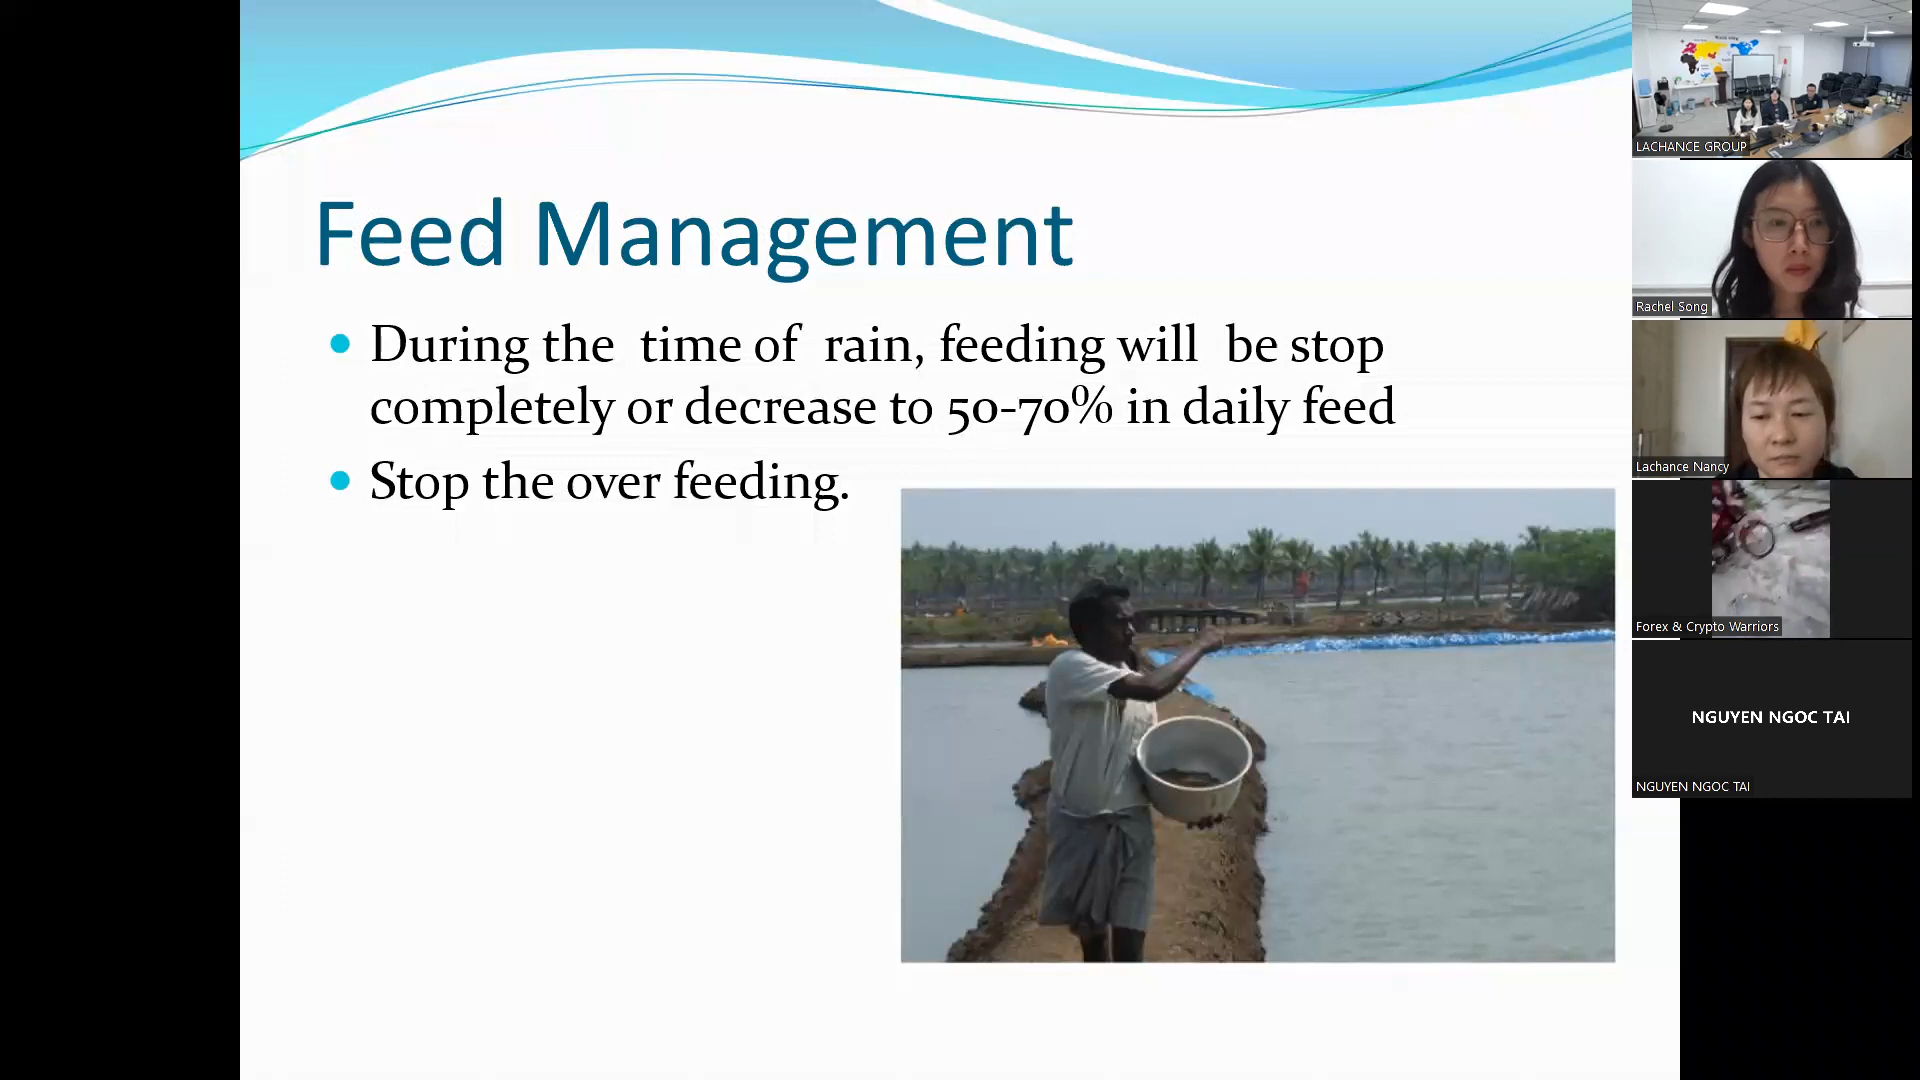 Feed Management
During the time of rain, feeding will be stop
completely or decrease to 50-70% in daily feed
Stop the over feeding.
LACHANCE GROUP
Rachel Song
Lachance Nancy
Forex & Crypto Warriors
NGUYEN NGOC TAI
NGUYEN NGOC TAI